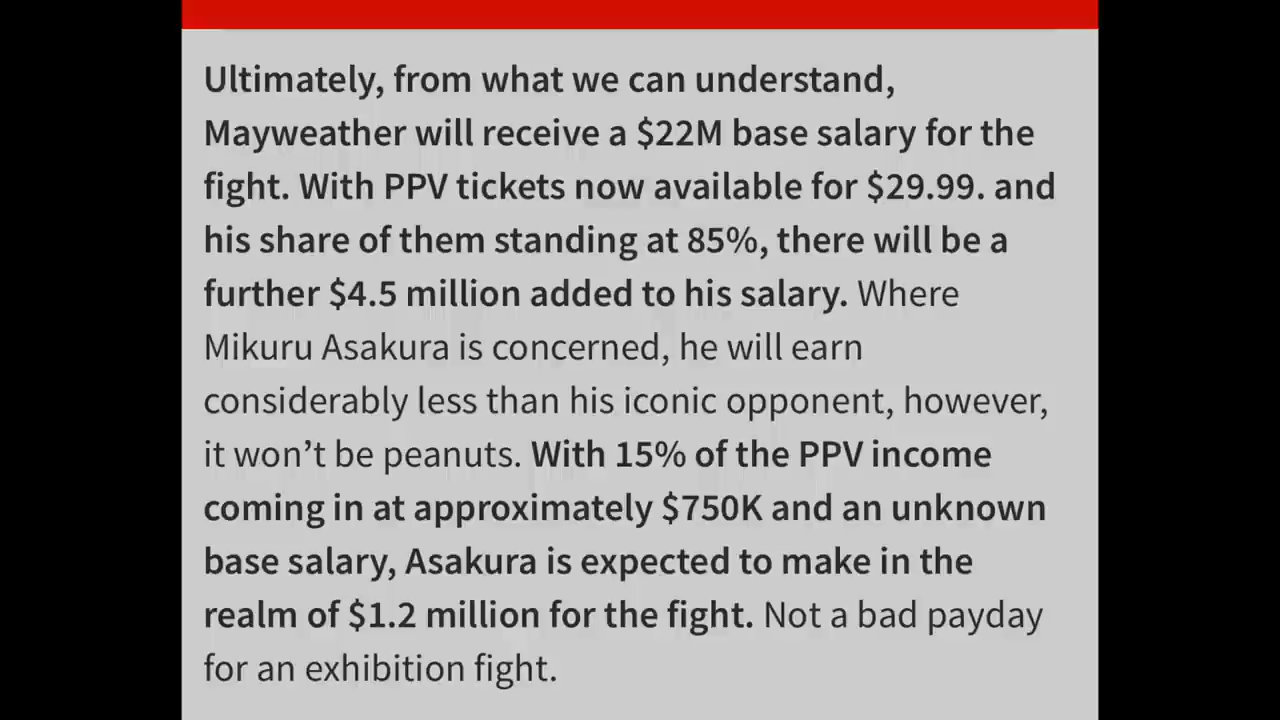 Ultimately, from what we can understand,
Mayweather will receive a $22M base salary for the
fight. With PPV tickets now available for $29.99. and
his share of them standing at 85%, there will be a
further $4.5 million added to his salary. Where
Mikuru Asakura is concerned, he will earn
considerably less than his iconic opponent, however,
it won’t be peanuts. With 15% of the PPV income
coming in at approximately $750K and an unknown
base salary, Asakura is expected to make in the
realm of $1.2 million for the fight. Not a bad payday
for an exhibition fight.